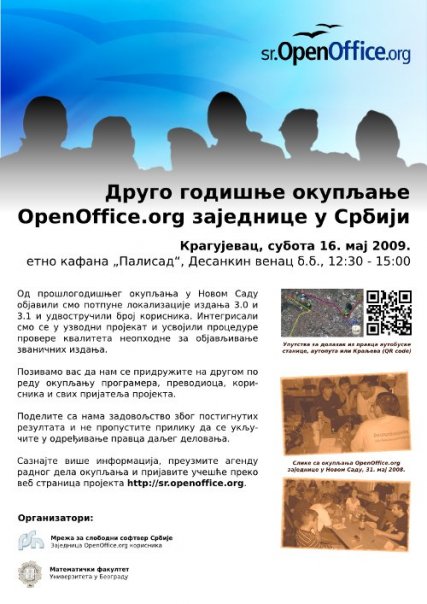 sr.OpenOffice.org
Друго годишње окупљање
OpenOffice.org заједнице у Србији
Крагујевац, субота 16. мај 2009.
етно кафана „Палисад“, Десанкин венац б.б., 12:30 - 15:00
Од прошлогодишњег окупљања у Новом Саду
објавили смо потпуне локализације издања 3.0 и
3.1 и удвостручили број корисника. Интегрисали
смо се у узводни пројекат и усвојили процедуре
провере квалитета неопходне за објављивање
званичних издања.
Позивамо вас да нам се придружите на другом по
реду окупљању програмера, преводиоца, кори-
сника и свих пријатеља пројекта.
Поделите са нама задовољство због постигнутих
резултата и не пропустите прилику да се укљу-
чите у одређивање правца даљег деловања.
Сазнајте више информација, преузмите агенду
радног дела окупљања и пријавите учешће преко
веб страница пројекта http://sr.openoffice.org.
Упутства за долазак из правца аутобуске
станице, аутопута или Краљева (QR code)
Слике са окупљања OpenOffice.org
заједнице у Новом Саду, 31. мај 2008.
Организатори:
Мрежа за слободни софтвер Србије
Заједница OpenOffice.org корисника
Математички факултет
Универзитета у Београду